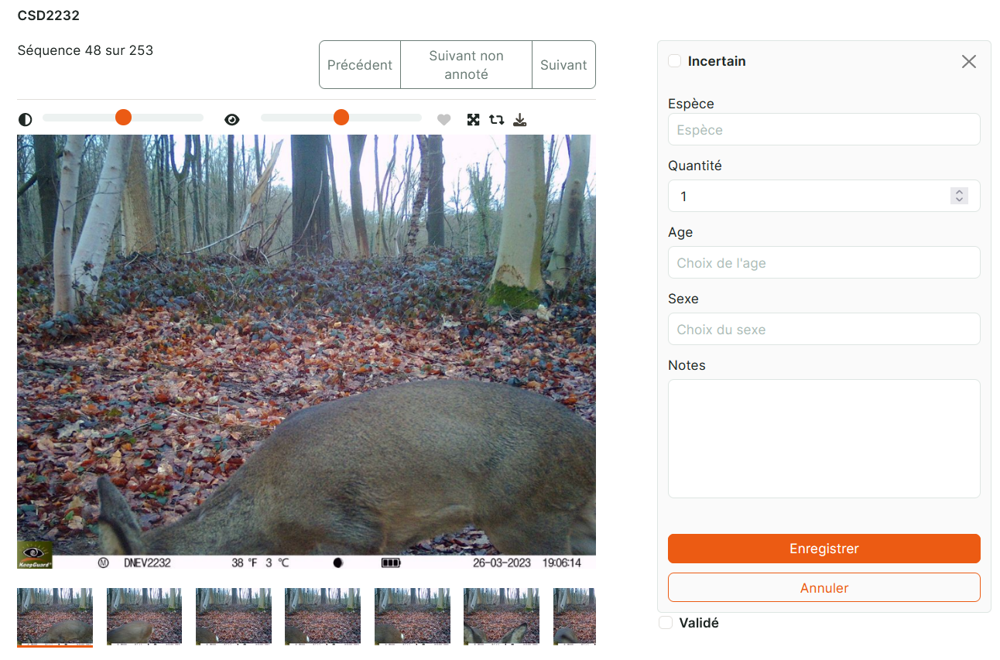 CSD2232
Séquence 48 sur 253
Précédent
Suivant non
annoté
Suivant
Incertain
Espèce
Espèce
Quantité
1
Age
Choix de l'age
Sexe
Choix du sexe
Notes
Enregistrer
Annuler
Validé
KeepGuard
M DNEV2232 38 °F 3 °C 26-03-2023 19:06:14